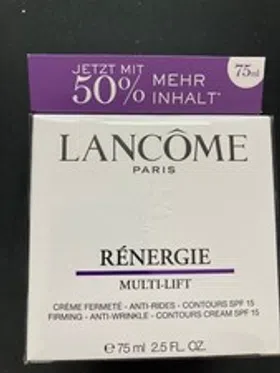 JETZT MIT
50% MEHR
INHALT*
75ml
LANCÔME
PARIS
RÉNERGIE
MULTI-LIFT
CRÈME FERMETÉ - ANTI-RIDES - CONTOURS SPF 15
FIRMING - ANTI-WRINKLE - CONTOURS CREAM SPF 15
℮ 75 ml 2.5 FL. OZ.